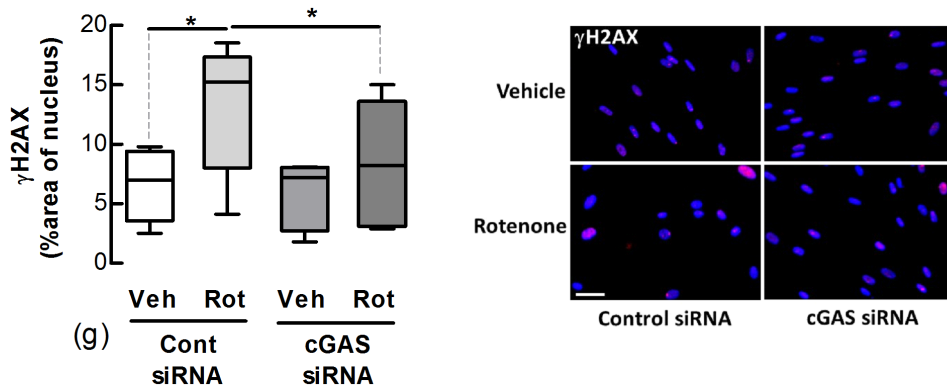 * *
20
15
10
5
0
γH2AX
(%area of nucleus)
Veh Rot Veh Rot
(g)
Cont
siRNA
cGAS
siRNA
γH2AX
Vehicle
Rotenone
Control siRNA cGAS siRNA